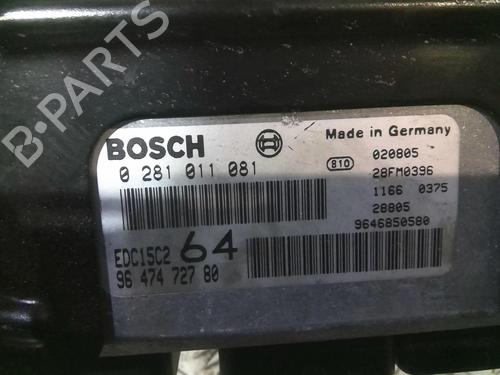 B-PARTS
BOSCH
Made in Germany
0 281 011 081
810
020805
28FM0396
1166 0375
28805
9646850580
EDC15C2 64
96 474 727 80